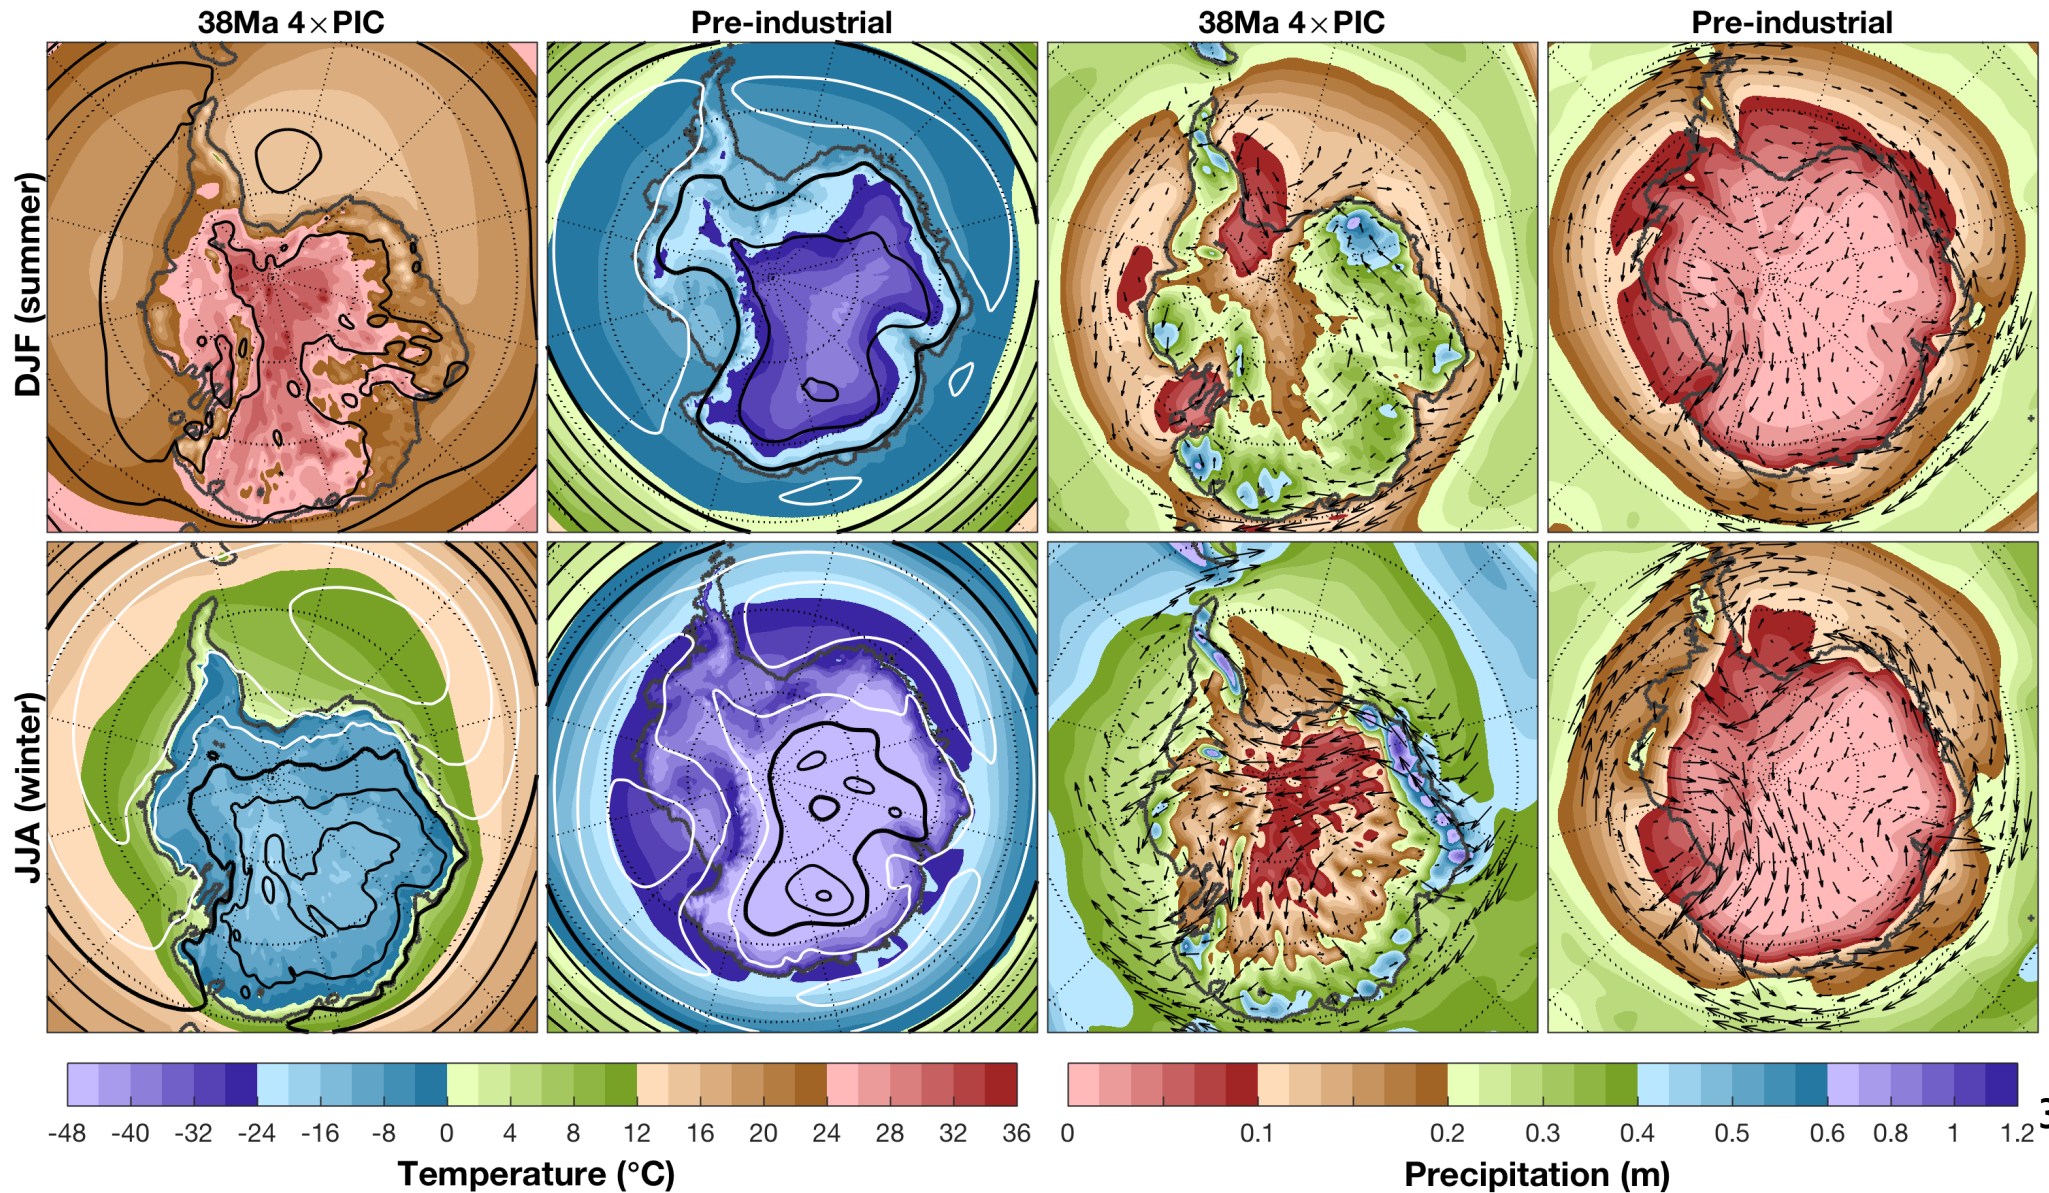 38Ma 4×PIC
Pre-industrial
38Ma 4×PIC
Pre-industrial
DJF (summer)
JJA (winter)
-48 -40 -32 -24 -16 -8 0 4 8 12 16 20 24 28 32 36
Temperature (°C)
0 0.1 0.2 0.3 0.4 0.5 0.6 0.8 1 1.2
Precipitation (m)